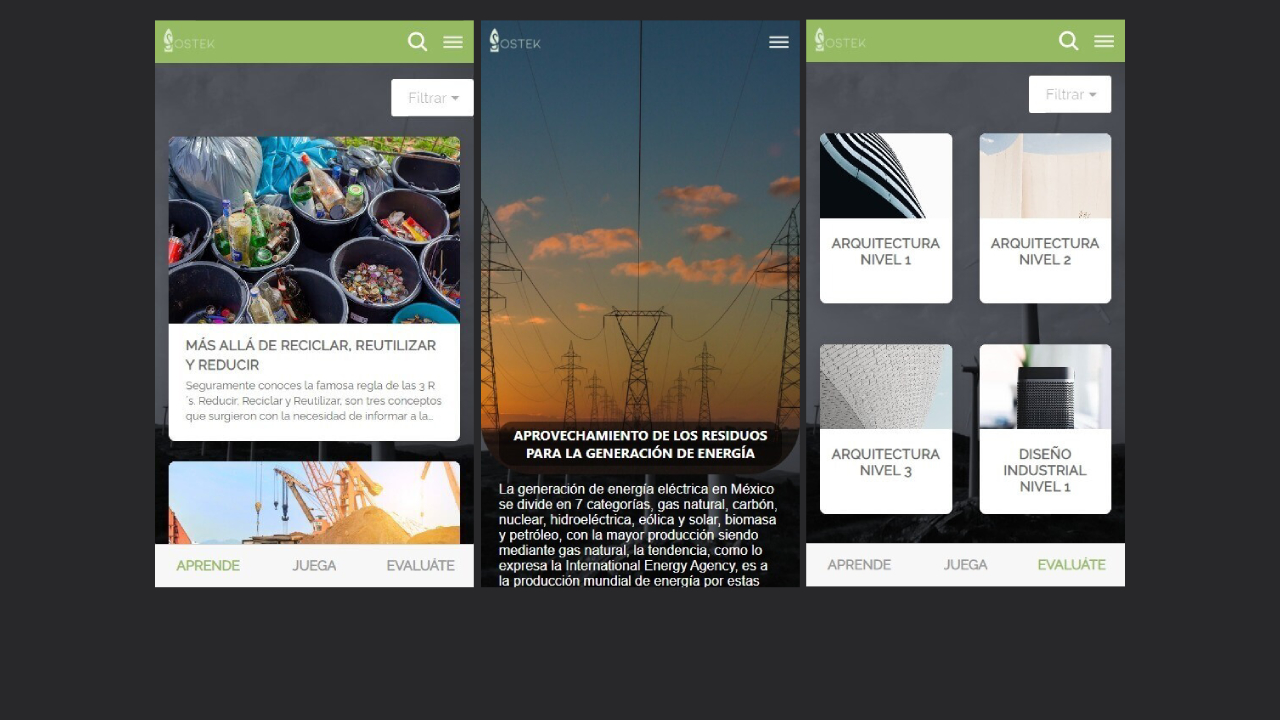 OSTEK
Filtrar
MÁS ALLÁ DE RECICLAR, REUTILIZAR
Y REDUCIR
Seguramente conoces la famosa regla de las 3 R
´s. Reducir, Reciclar y Reutilizar, son tres conceptos
que surgieron con la necesidad de informar a la...
APRENDE JUEGA EVALUÁTE
OSTEK
APROVECHAMIENTO DE LOS RESIDUOS
PARA LA GENERACIÓN DE ENERGÍA
La generación de energía eléctrica en México
se divide en 7 categorías, gas natural, carbón,
nuclear, hidroeléctrica, eólica y solar, biomasa
y petróleo, con la mayor producción siendo
mediante gas natural, la tendencia, como lo
expresa la International Energy Agency, es a
la producción mundial de energía por estas
OSTEK
Filtrar
ARQUITECTURA
NIVEL 1
ARQUITECTURA
NIVEL 2
ARQUITECTURA
NIVEL 3
DISEÑO
INDUSTRIAL
NIVEL 1
APRENDE JUEGA EVALUÁTE